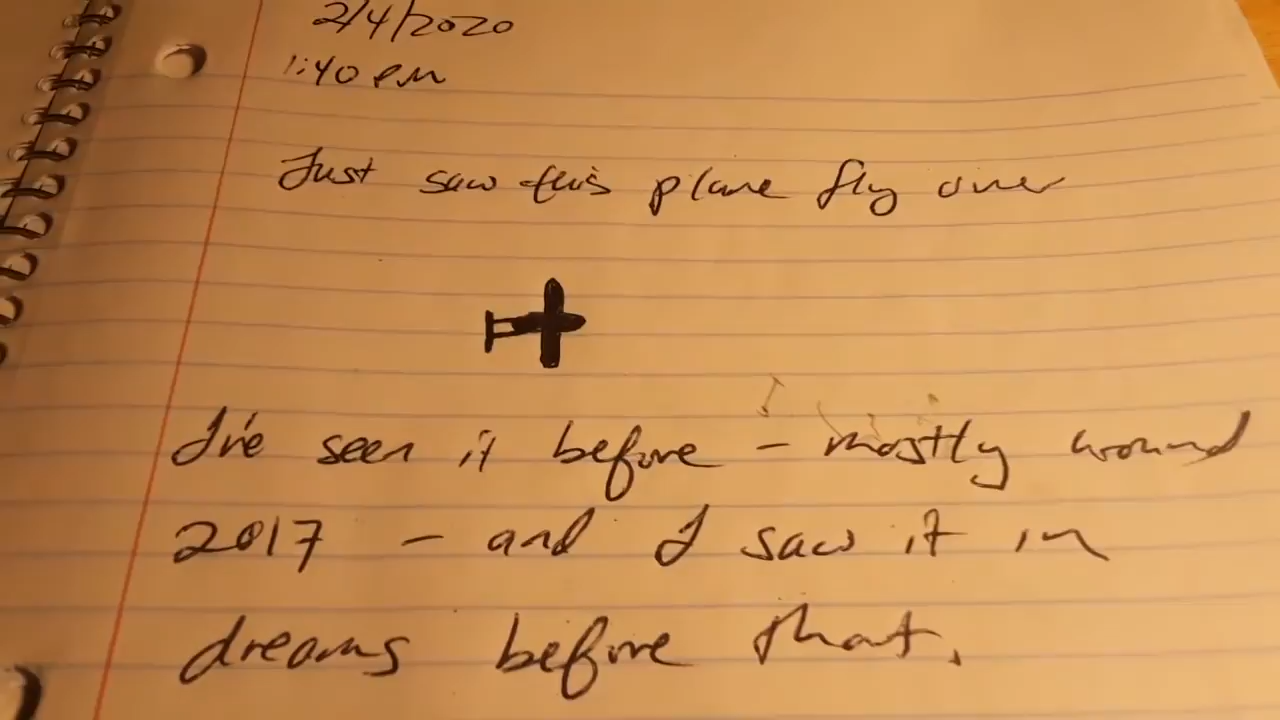 2/4/2020
1:40 PM
Just saw this plane fly over
I've seen it before - mostly around
2017 - and I saw it in
dreams before that.